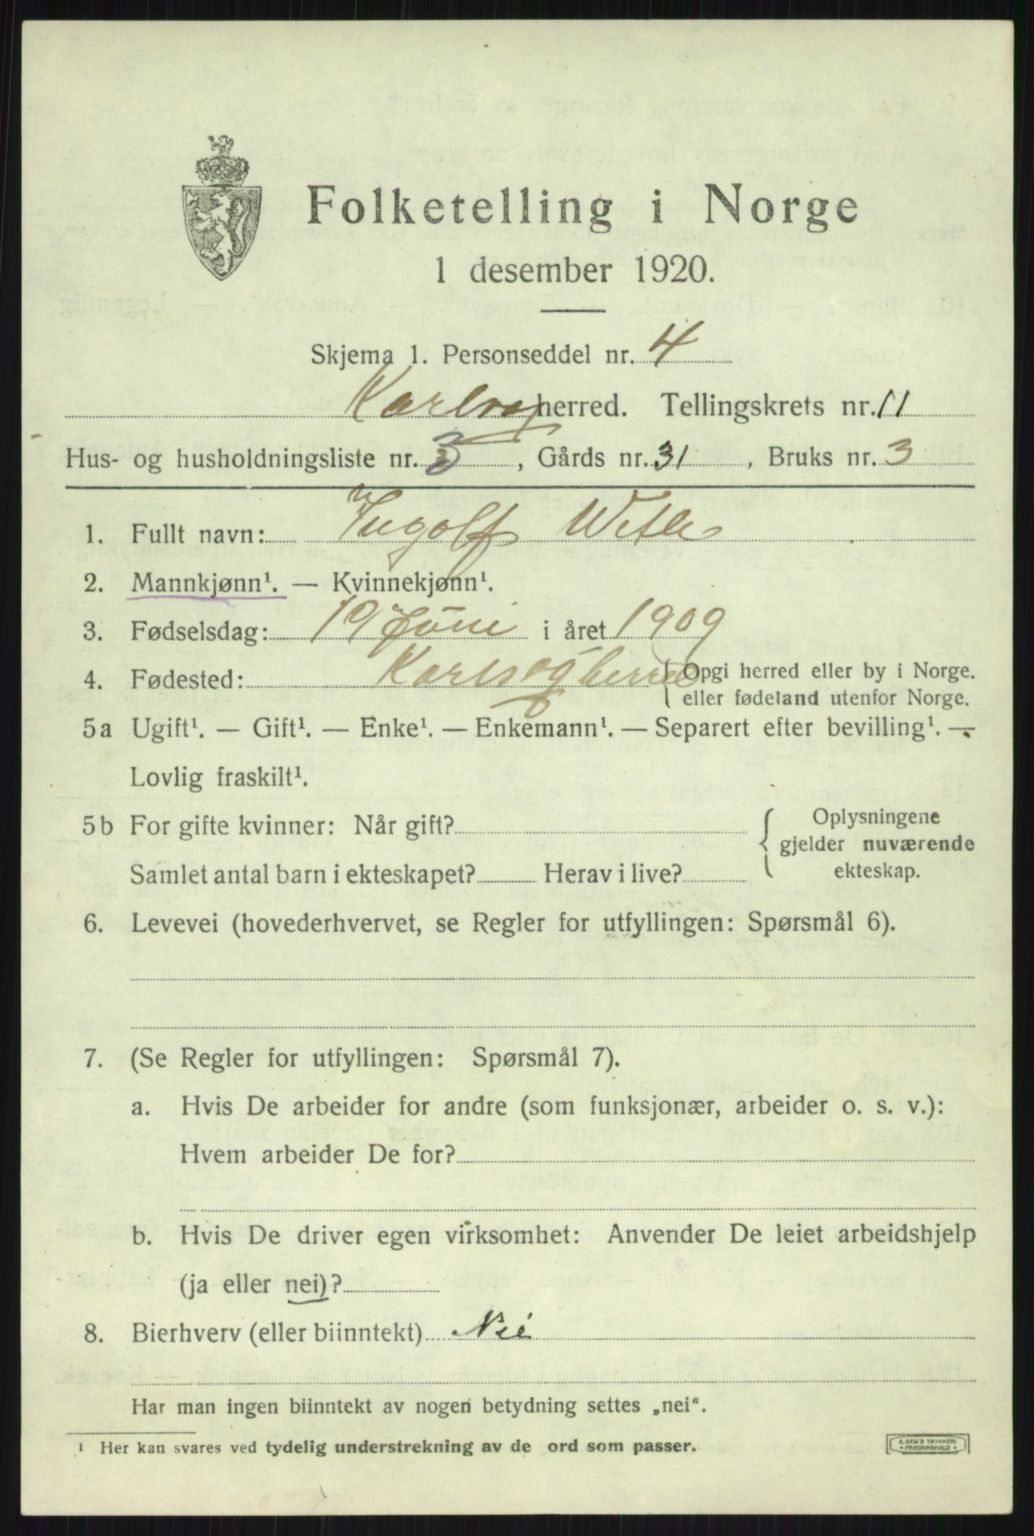 Folketelling i Norge
1 desember 1920.
Skjema 1. Personseddel nr. 4
Karlsøy herred. Tellingskrets nr. 11
Hus- og husholdningsliste nr. 3, Gårds nr. 31, Bruks nr. 3
1. Fullt navn: Ingolf
2. Mannkjønn¹. — Kvinnekjønn¹.
3. Fødselsdag: 19 Juni i året 1909
4. Fødested: Karlsøy herred { Opgi herred eller by i Norge.
eller fødeland utenfor Norge.
5a Ugift¹. — Gift¹. — Enke¹. — Enkemann¹. — Separert efter bevilling¹. —
Lovlig fraskilt¹.
5b For gifte kvinner: Når gift? { Oplysningene
gjelder nuværende
Samlet antal barn i ekteskapet? Herav i live?
ekteskap.
6. Levevei (hovederhvervet, se Regler for utfyllingen: Spørsmål 6).
7. (Se Regler for utfyllingen: Spørsmål 7).
a. Hvis De arbeider for andre (som funksjonær, arbeider o. s. v.):
Hvem arbeider De for?
b. Hvis De driver egen virksomhet: Anvender De leiet arbeidshjelp
(ja eller nei)?
8. Bierhverv (eller biinntekt) Nei
Har man ingen biinntekt av nogen betydning settes „nei“.
¹ Her kan svares ved tydelig understrekning av de ord som passer.